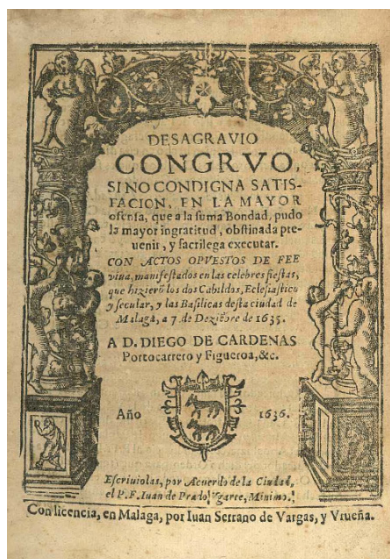 DESAGRAVIO
CONGRVO,
SI NO CONDIGNA SATIS-
FACION, EN LA MAYOR
ofensa, que a la suma Bondad, pudo
la mayor ingratitud, obstinada pre-
uenir, y sacrilega executar.
CON ACTOS OPVESTOS DE FEE
viua, manifestados en las celebres fiestas,
que hizierõ los dos Cabildos, Eclesiastico
y secular, y las Basilicas desta ciudad de
Malaga, a 7. de Deziẽbre de 1635.
A D. DIEGO DE CARDENAS
Portocarrero y Figueroa, &c.
Año 1636.
Escriuiolas, por Acuerdo de la Ciudad,
el P. F. Iuan de Prado Vgarte, Minimo.
Con licencia, en Malaga, por Iuan Serrano de Vargas, y Vrueña.